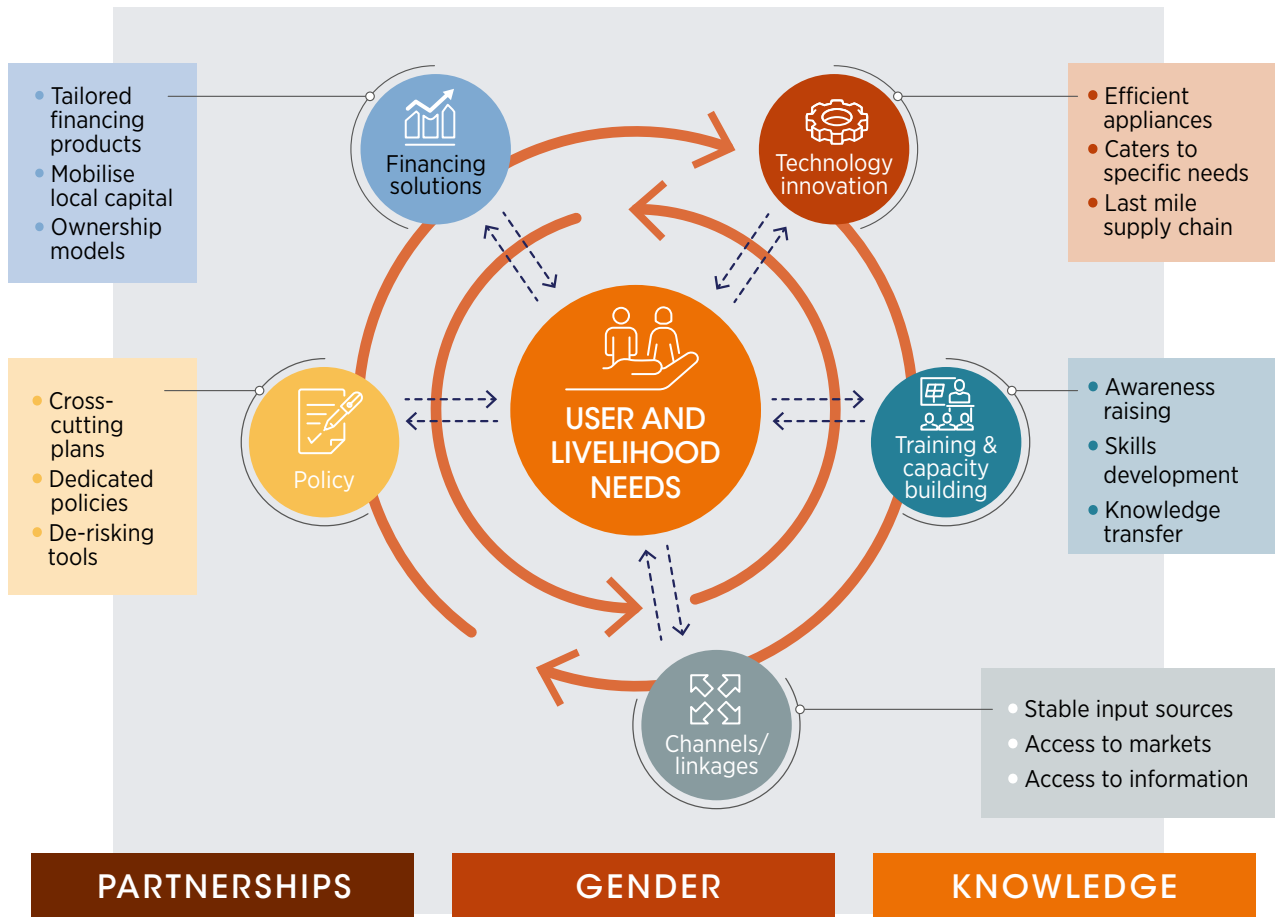 • Tailored
financing
products
• Mobilise
local capital
• Ownership
models
Financing
solutions
Technology
innovation
• Efficient
appliances
• Caters to
specific needs
• Last mile
supply chain
• Cross-
cutting
plans
• Dedicated
policies
• De-risking
tools
Policy
USER AND
LIVELIHOOD
NEEDS
Training &
capacity
building
• Awareness
raising
• Skills
development
• Knowledge
transfer
Channels/
linkages
• Stable input sources
• Access to markets
• Access to information
PARTNERSHIPS
GENDER
KNOWLEDGE